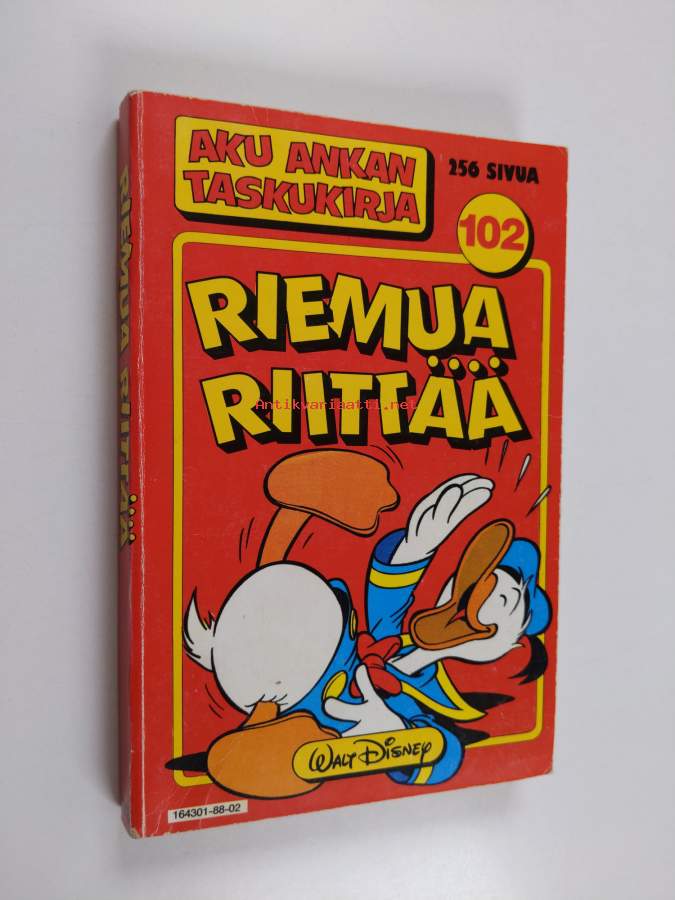 AKU ANKAN
TASKUKIRJA
256 SIVUA
102
RIEMUA
RIITTÄÄ
Antikvariaatti.net
WALT DISNEY
164301-88-02
RIEMUA RIITTÄÄ